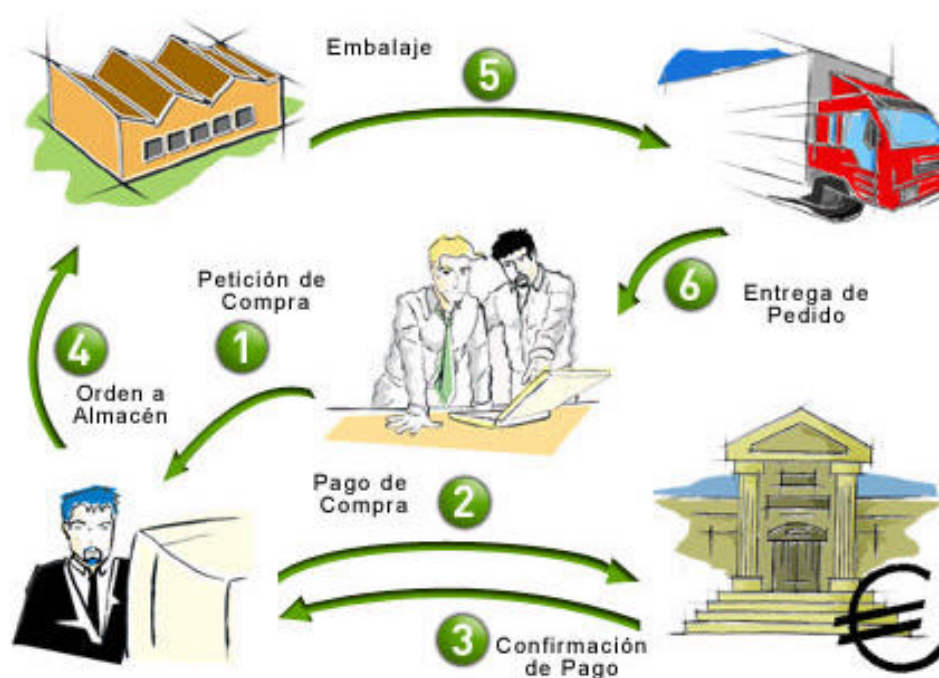 Embalaje
5
Petición de
Compra
1
6
Entrega de
Pedido
4
Orden a
Almacén
Pago de
Compra
2
3
Confirmación
de Pago
€